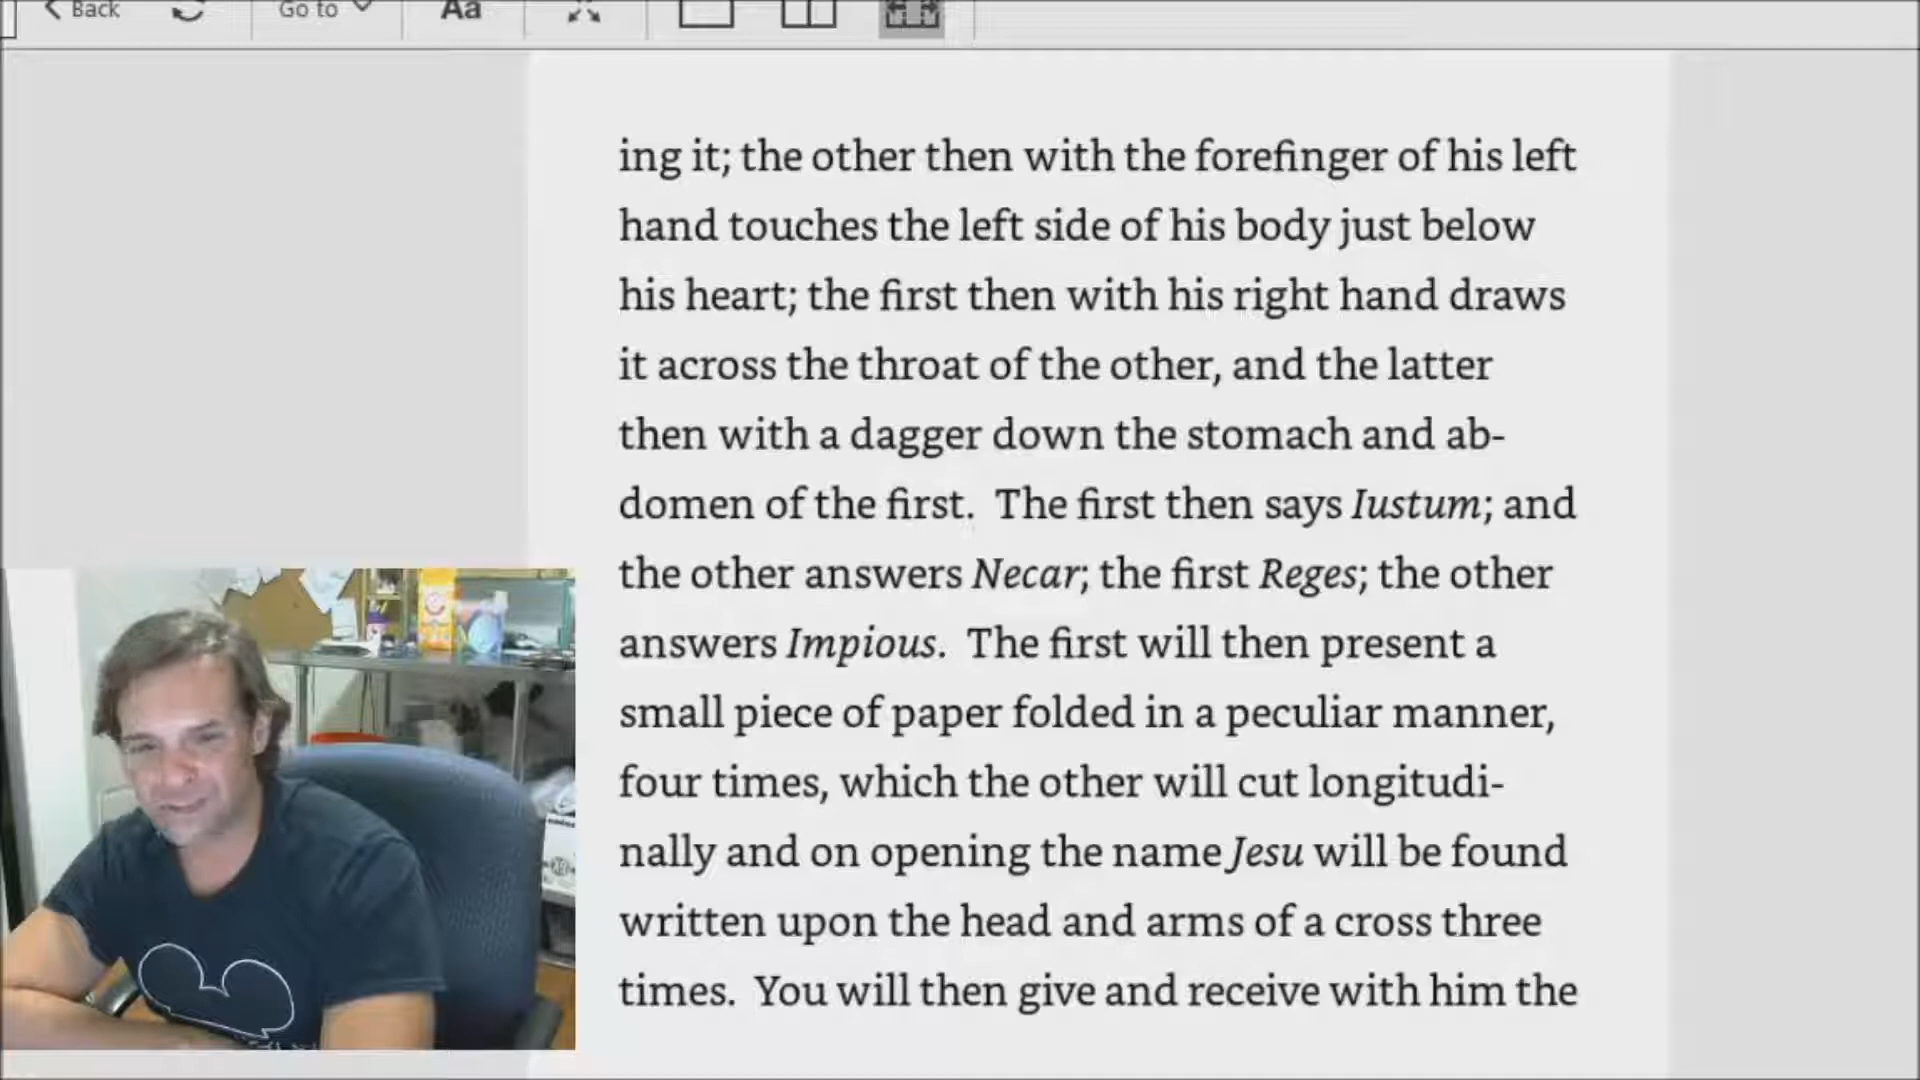 Back
Go to
Aa
ing it; the other then with the forefinger of his left
hand touches the left side of his body just below
his heart; the first then with his right hand draws
it across the throat of the other, and the latter
then with a dagger down the stomach and ab-
domen of the first. The first then says Iustum; and
the other answers Necar; the first Reges; the other
answers Impious. The first will then present a
small piece of paper folded in a peculiar manner,
four times, which the other will cut longitudi-
nally and on opening the name Jesu will be found
written upon the head and arms of a cross three
times. You will then give and receive with him the